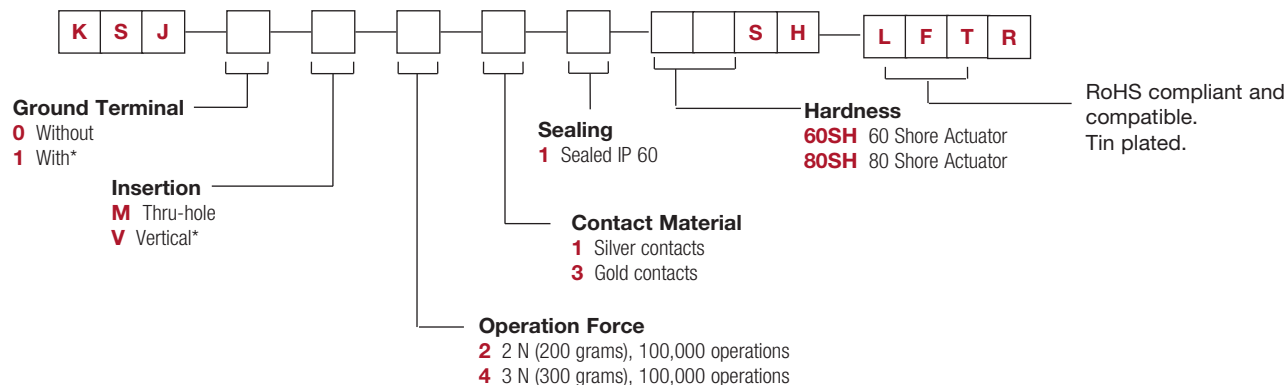 K S J S H L F T R
Ground Terminal
0 Without
1 With*
Insertion
M Thru-hole
V Vertical*
Operation Force
2 2 N (200 grams), 100,000 operations
4 3 N (300 grams), 100,000 operations
Contact Material
1 Silver contacts
3 Gold contacts
Sealing
1 Sealed IP 60
Hardness
60SH 60 Shore Actuator
80SH 80 Shore Actuator
RoHS compliant and
compatible.
Tin plated.